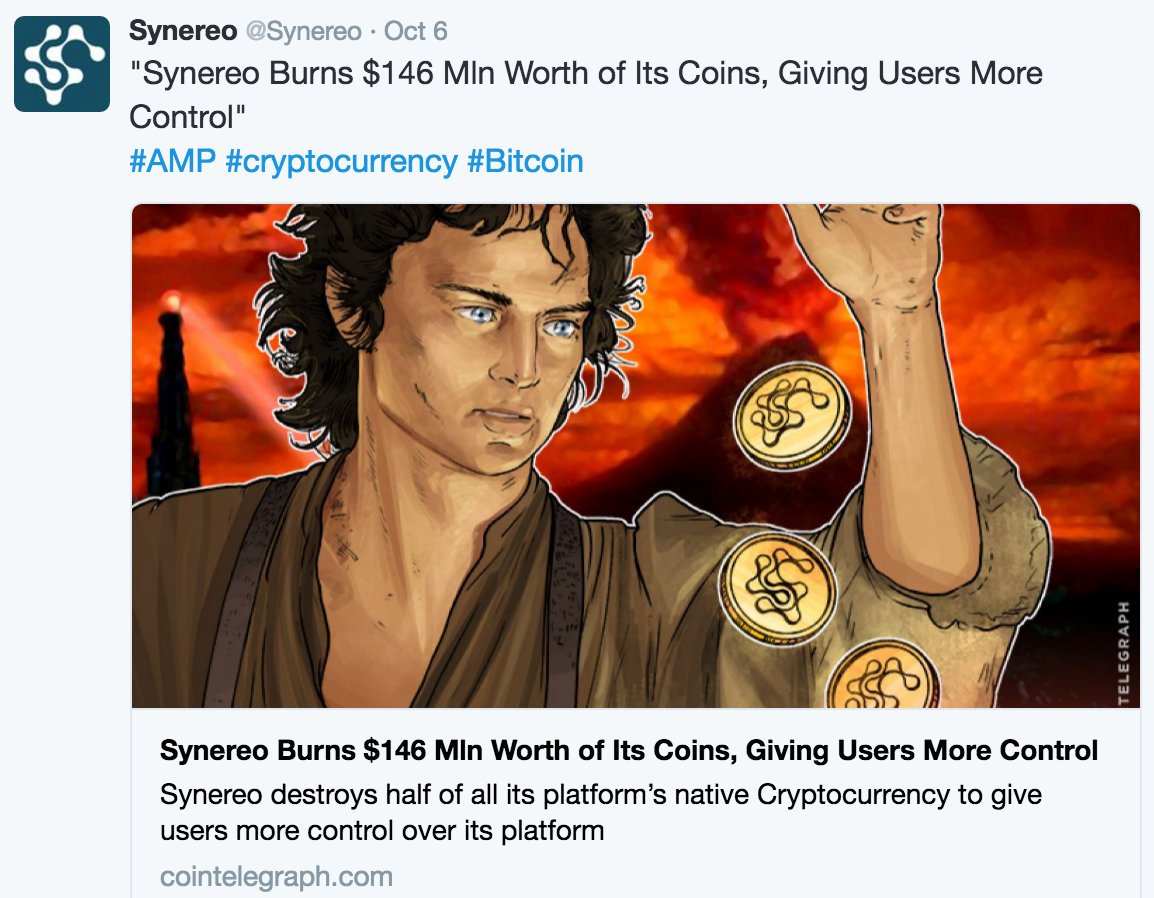 Synereo @Synereo · Oct 6
"Synereo Burns $146 Mln Worth of Its Coins, Giving Users More
Control"
#AMP #cryptocurrency #Bitcoin
TELEGRAPH
Synereo Burns $146 Mln Worth of Its Coins, Giving Users More Control
Synereo destroys half of all its platform’s native Cryptocurrency to give
users more control over its platform
cointelegraph.com